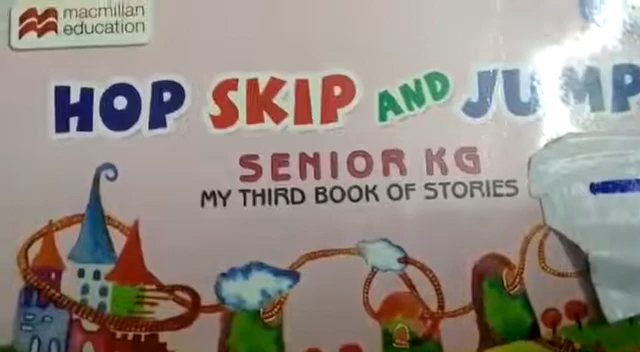 macmillan
education
HOP SKIP AND JUMP
SENIOR KG
MY THIRD BOOK OF STORIES